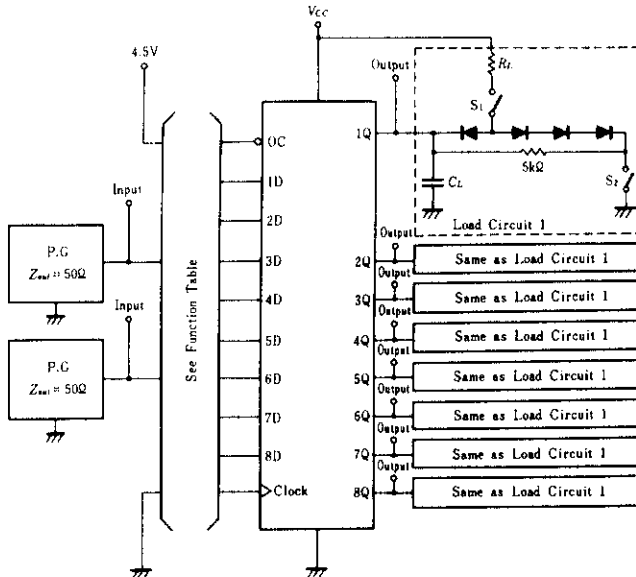 Vcc
4.5V
Output
RL
S1
OC
1Q
5kΩ
S2
CL
Load Circuit 1
Input
1D
2D
3D
4D
5D
6D
7D
8D
Clock
P.G
Zout = 50Ω
Input
P.G
Zout = 50Ω
See Function Table
Output
2Q
Same as Load Circuit 1
Output
3Q
Same as Load Circuit 1
Output
4Q
Same as Load Circuit 1
Output
5Q
Same as Load Circuit 1
Output
6Q
Same as Load Circuit 1
Output
7Q
Same as Load Circuit 1
Output
8Q
Same as Load Circuit 1